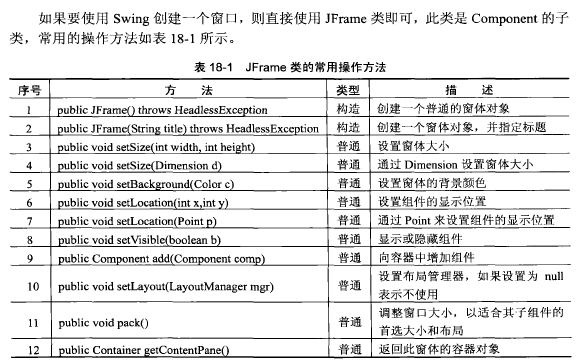 如果要使用 Swing 创建一个窗口，则直接使用 JFrame 类即可，此类是 Component 的子
类，常用的操作方法如表 18-1 所示。
表 18-1 JFrame 类的常用操作方法
序号 方 法 类型 描 述
1 public JFrame() throws HeadlessException 构造 创建一个普通的窗体对象
2 public JFrame(String title) throws HeadlessException 构造 创建一个窗体对象，并指定标题
3 public void setSize(int width, int height) 普通 设置窗体大小
4 public void setSize(Dimension d) 普通 通过 Dimension 设置窗体大小
5 public void setBackground(Color c) 普通 设置窗体的背景颜色
6 public void setLocation(int x,int y) 普通 设置组件的显示位置
7 public void setLocation(Point p) 普通 通过 Point 来设置组件的显示位置
8 public void setVisible(boolean b) 普通 显示或隐藏组件
9 public Component add(Component comp) 普通 向容器中增加组件
10 public void setLayout(LayoutManager mgr) 普通 设置布局管理器，如果设置为 null
表示不使用
11 public void pack() 普通 调整窗口大小，以适合其子组件的
首选大小和布局
12 public Container getContentPane() 普通 返回此窗体的容器对象